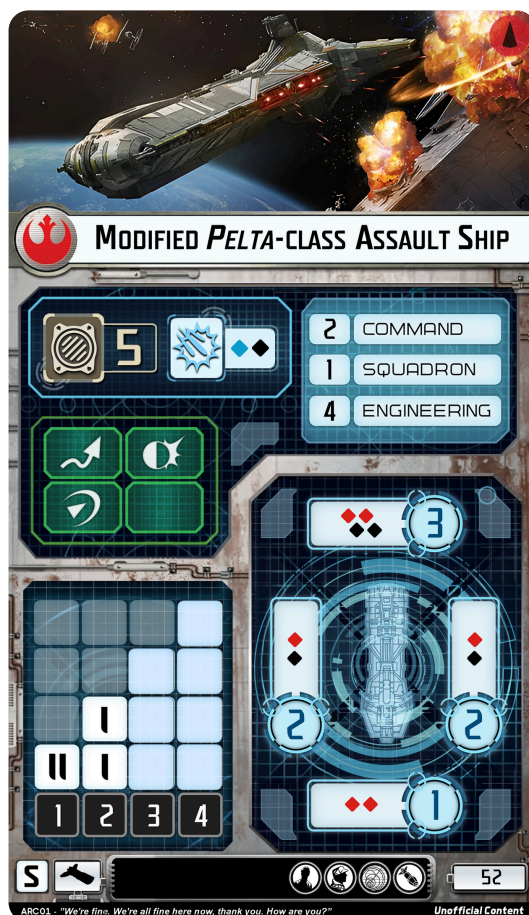 MODIFIED PELTA-CLASS ASSAULT SHIP
5
2 COMMAND
1 SQUADRON
4 ENGINEERING
3
2 2
1
I
II I
1 2 3 4
S
52
ARC01 - "We're fine. We're all fine here now, thank you. How are you?" Unofficial Content